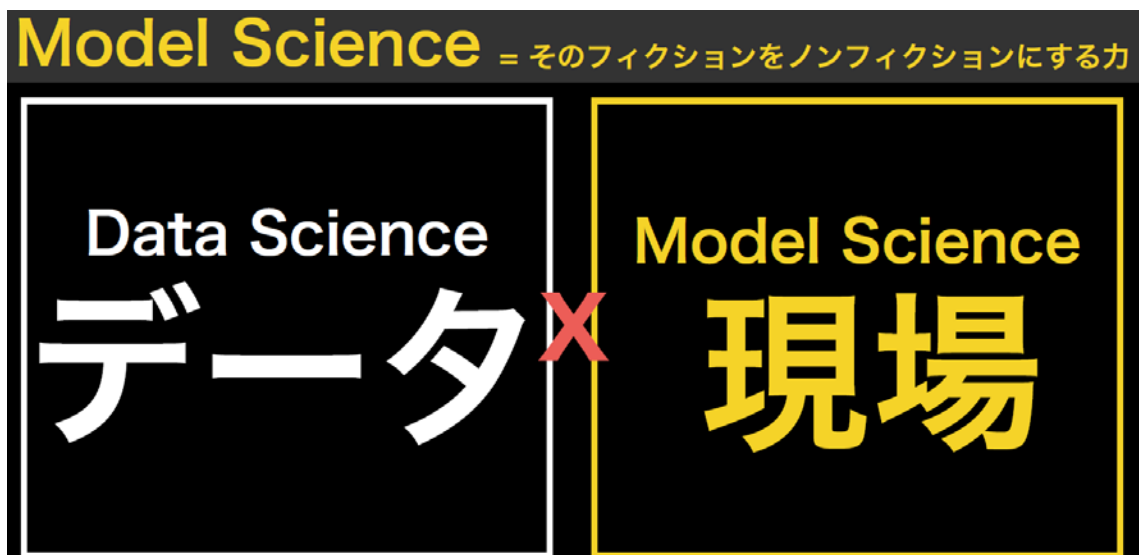 Model Science = そのフィクションをノンフィクションにする力
Data Science
データ
X
Model Science
現場